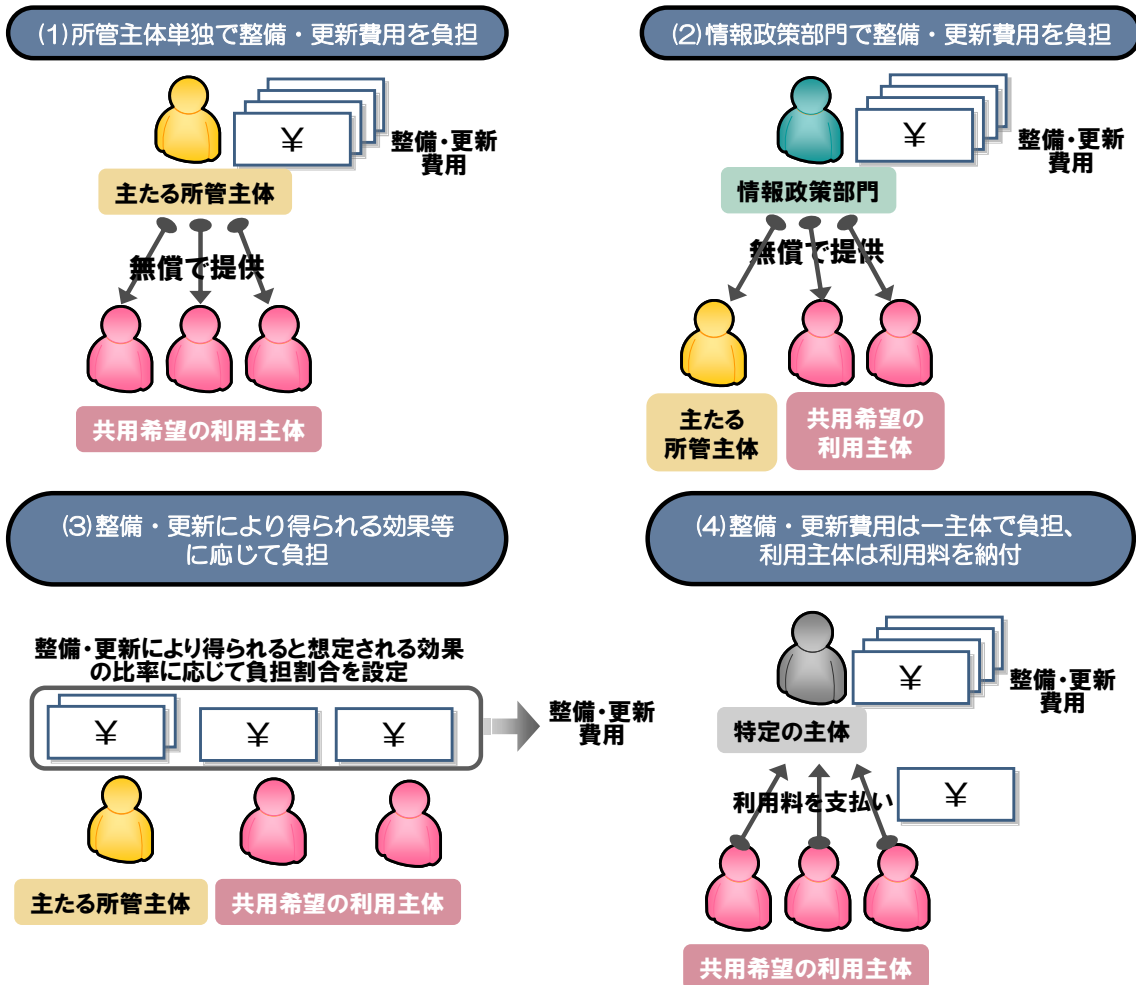 (1)所管主体単独で整備・更新費用を負担
￥
整備・更新
費用
主たる所管主体
無償で提供
共用希望の利用主体
(2)情報政策部門で整備・更新費用を負担
￥
整備・更新
費用
情報政策部門
無償で提供
主たる
所管主体
共用希望の
利用主体
(3)整備・更新により得られる効果等
に応じて負担
整備・更新により得られると想定される効果
の比率に応じて負担割合を設定
￥
￥
￥
整備・更新
費用
主たる所管主体
共用希望の利用主体
(4)整備・更新費用は一主体で負担、
利用主体は利用料を納付
￥
整備・更新
費用
特定の主体
利用料を支払い
￥
共用希望の利用主体